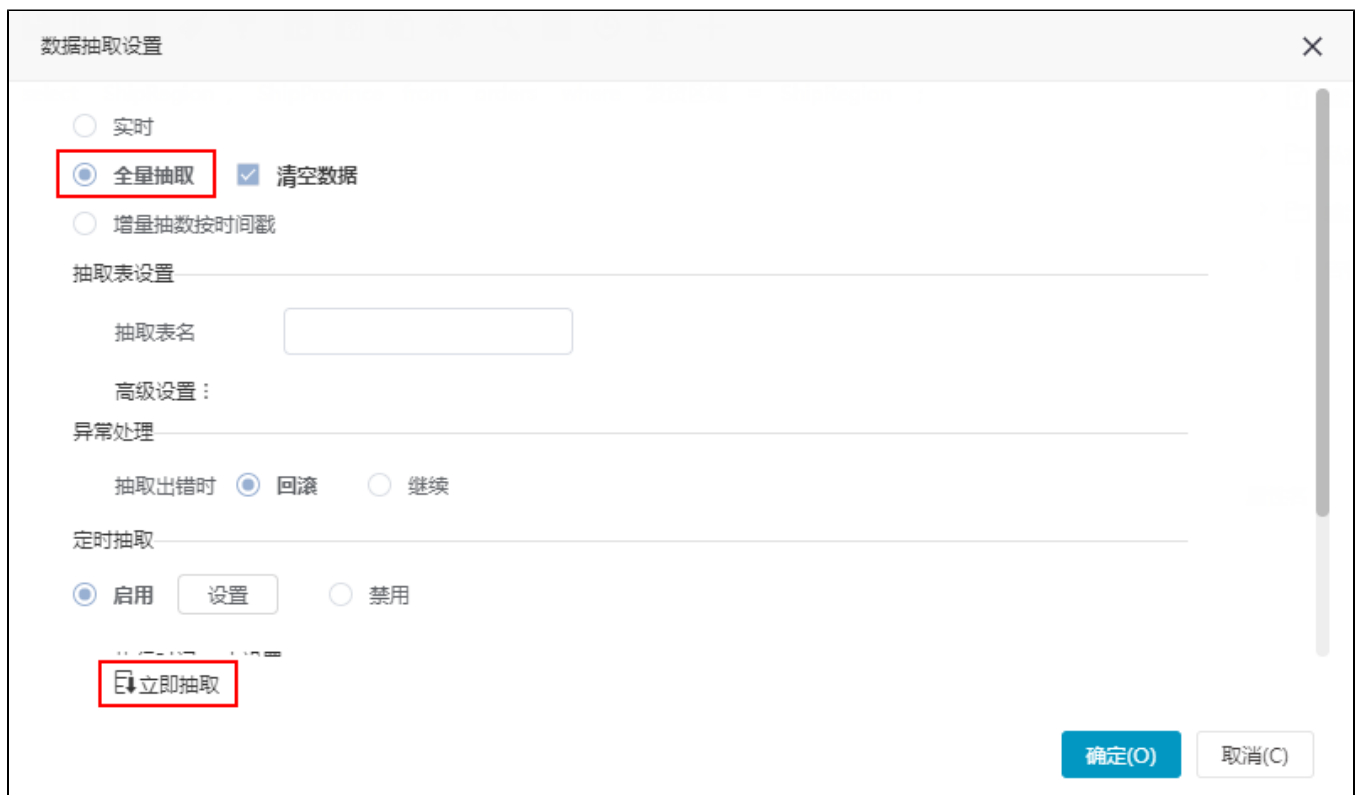 数据抽取设置
实时
全量抽取 清空数据
增量抽数按时间戳
抽取表设置
抽取表名
高级设置：
异常处理
抽取出错时 回滚 继续
定时抽取
启用 设置 禁用
立即抽取
确定(O) 取消(C)